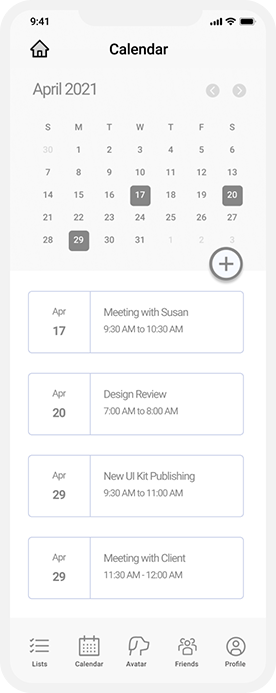 9:41
Calendar
April 2021
S M T W T F S
30 1 2 3 4 5 6
7 8 9 10 11 12 13
14 15 16 17 18 19 20
21 22 23 24 25 26 27
28 29 30 31 1 2 3
Apr
17
Meeting with Susan
9:30 AM to 10:30 AM
Apr
20
Design Review
7:00 AM to 8:00 AM
Apr
29
New UI Kit Publishing
9:30 AM to 11:00 AM
Apr
29
Meeting with Client
11:30 AM - 12:00 AM
Lists Calendar Avatar Friends Profile